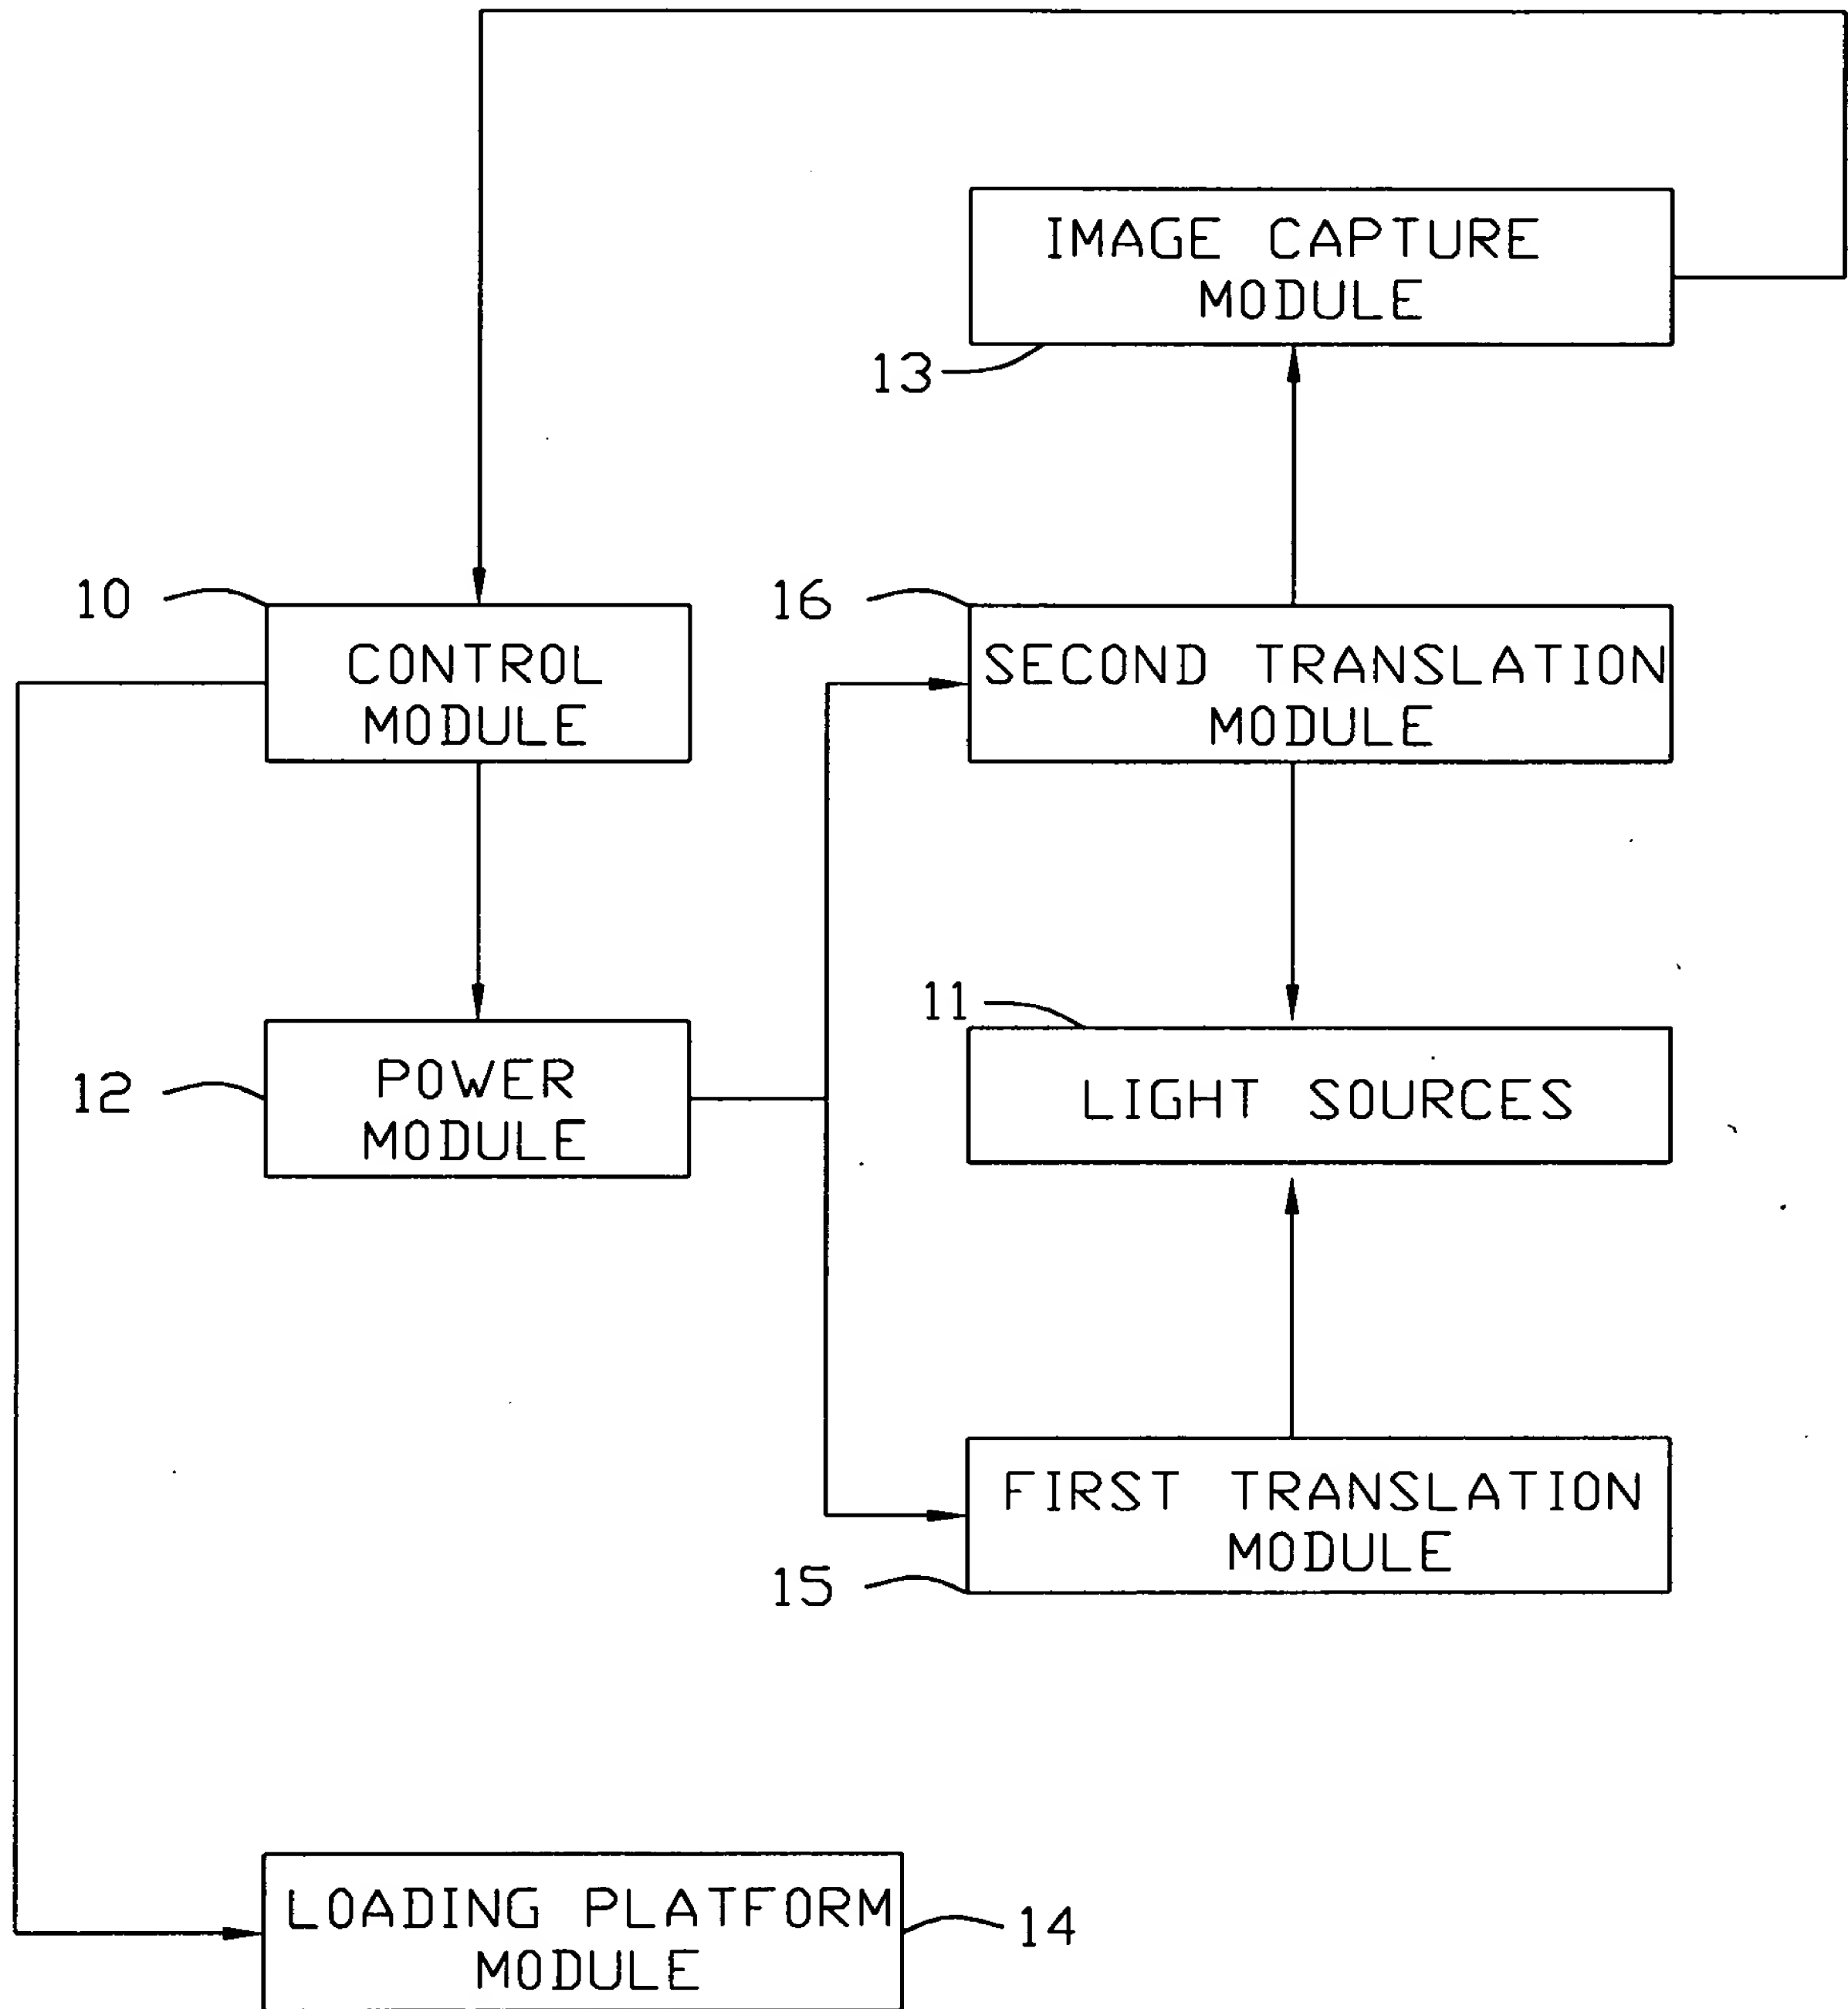 IMAGE CAPTURE
MODULE
13
10
CONTROL
MODULE
16
SECOND TRANSLATION
MODULE
12
POWER
MODULE
11
LIGHT SOURCES
FIRST TRANSLATION
MODULE
15
LOADING PLATFORM
MODULE
14